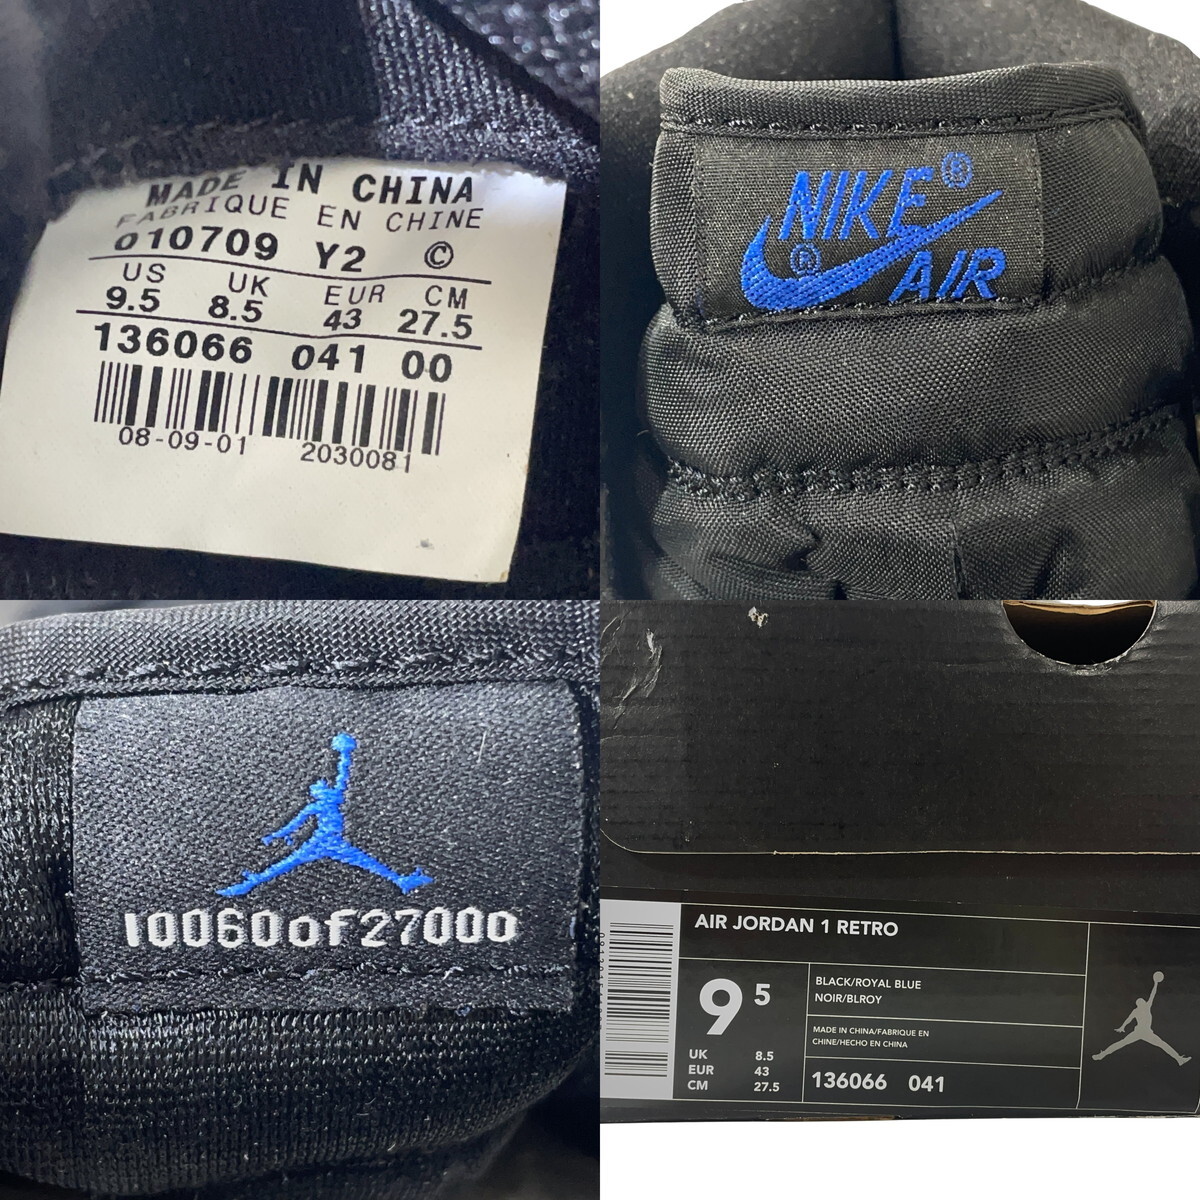 MADE IN CHINA
FABRIQUE EN CHINE
010709 Y2 ©
US UK EUR CM
9.5 8.5 43 27.5
136066 041 00
08-09-01 2030081
NIKE®
®
AIR
10060of27000
AIR JORDAN 1 RETRO
9 5
BLACK/ROYAL BLUE
NOIR/BLROY
MADE IN CHINA/FABRIQUE EN
CHINE/HECHO EN CHINA
UK 8.5
EUR 43
CM 27.5
136066 041